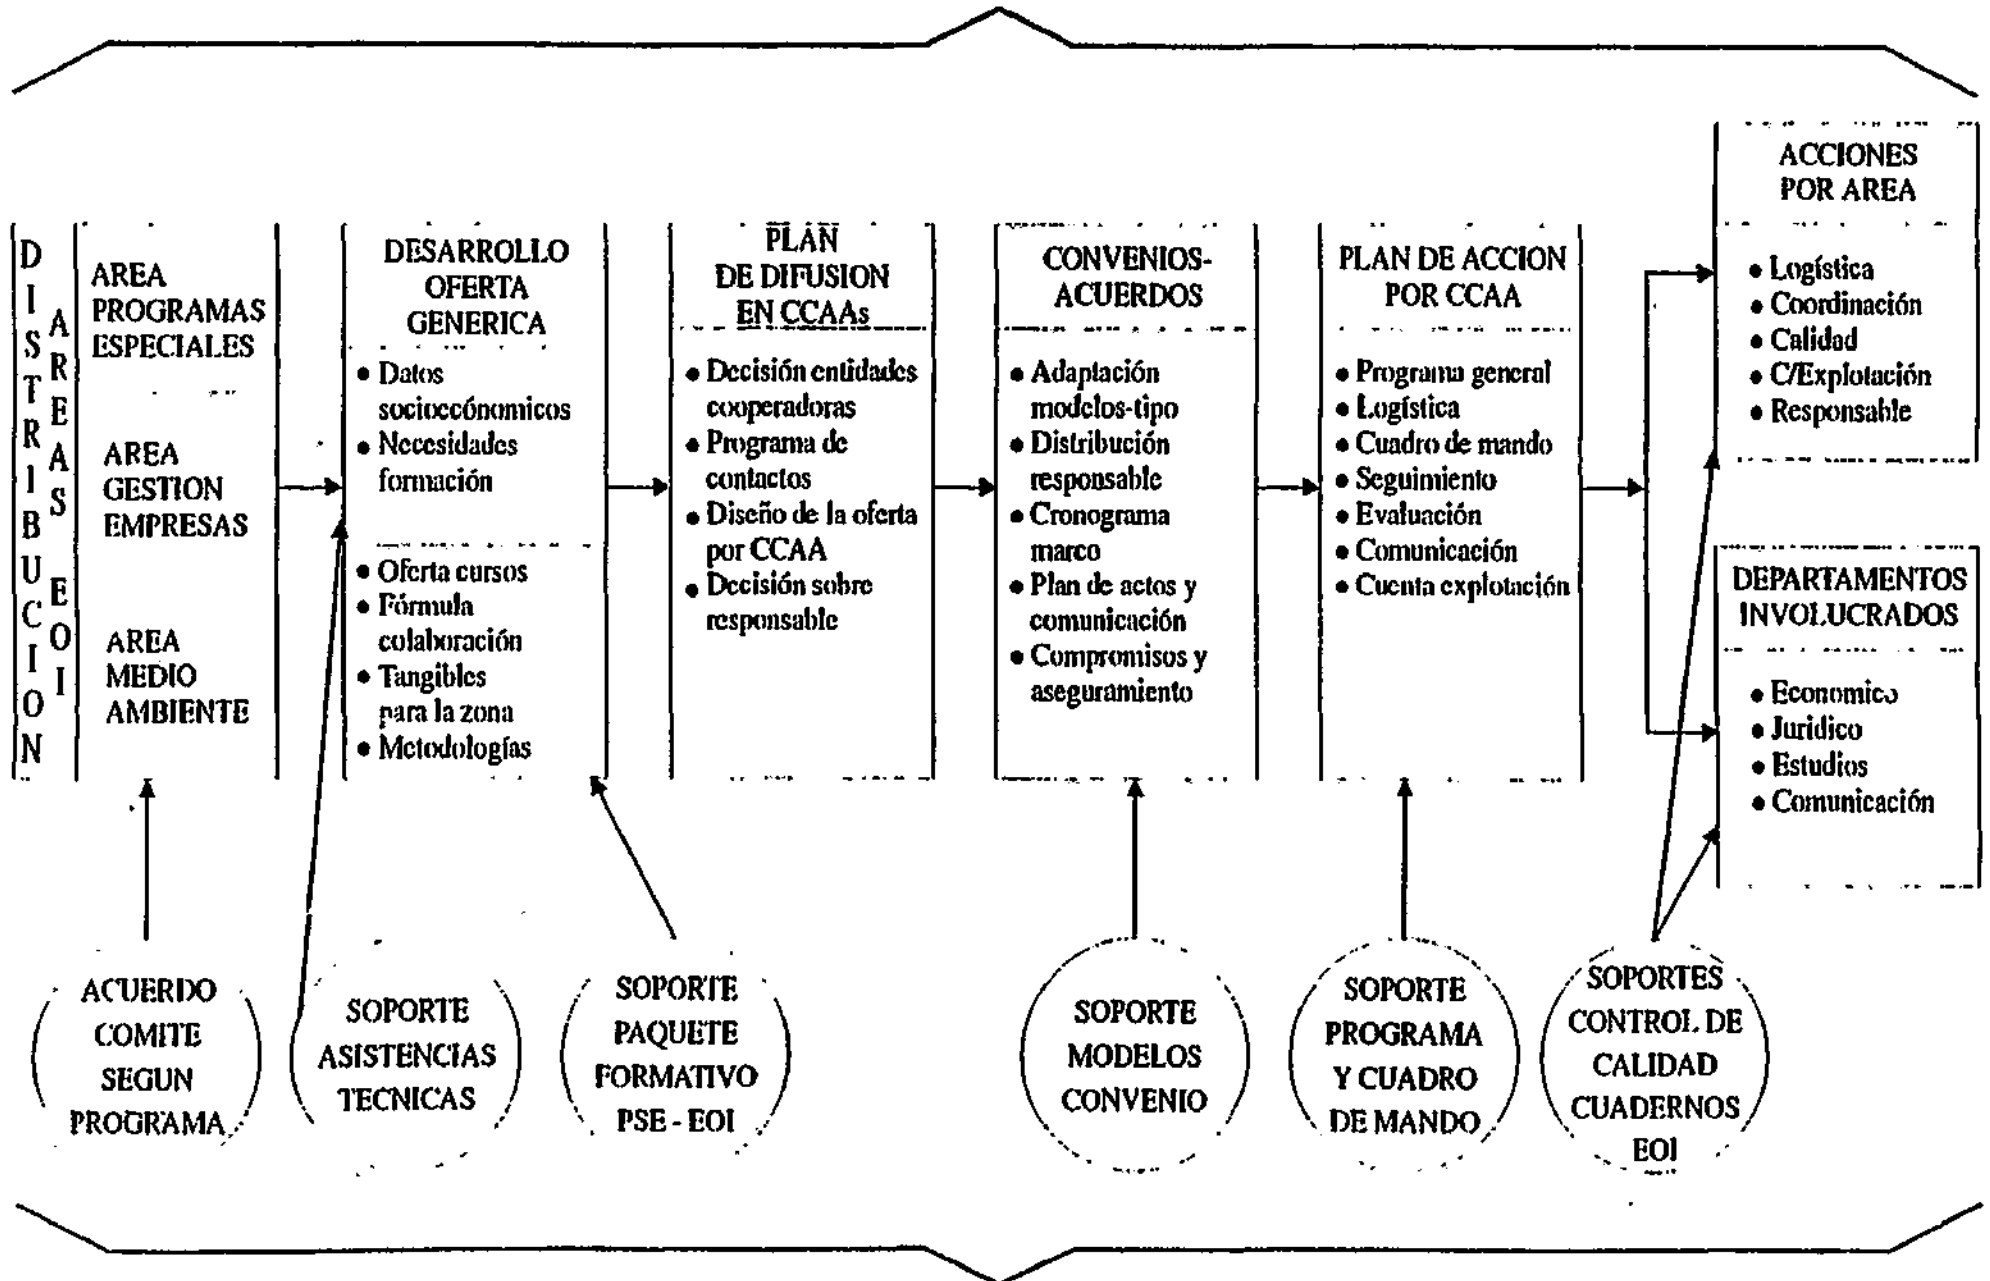 DISTRIBUCION
AREAS EOI
AREA
PROGRAMAS
ESPECIALES
AREA
GESTION
EMPRESAS
AREA
MEDIO
AMBIENTE
DESARROLLO
OFERTA
GENERICA
• Datos
socioecónomicos
• Necesidades
formación
• Oferta cursos
• Fórmula
colaboración
• Tangibles
para la zona
• Metodologías
PLAN
DE DIFUSION
EN CCAAs
• Decisión entidades
cooperadoras
• Programa de
contactos
• Diseño de la oferta
por CCAA
• Decisión sobre
responsable
CONVENIOS-
ACUERDOS
• Adaptación
modelos-tipo
• Distribución
responsable
• Cronograma
marco
• Plan de actos y
comunicación
• Compromisos y
aseguramiento
PLAN DE ACCION
POR CCAA
• Programa general
• Logística
• Cuadro de mando
• Seguimiento
• Evaluación
• Comunicación
• Cuenta explotación
ACCIONES
POR AREA
• Logística
• Coordinación
• Calidad
• C/Explotación
• Responsable
DEPARTAMENTOS
INVOLUCRADOS
• Economico
• Jurídico
• Estudios
• Comunicación
ACUERDO
COMITE
SEGUN
PROGRAMA
SOPORTE
ASISTENCIAS
TECNICAS
SOPORTE
PAQUETE
FORMATIVO
PSE - EOI
SOPORTE
MODELOS
CONVENIO
SOPORTE
PROGRAMA
Y CUADRO
DE MANDO
SOPORTES
CONTROL DE
CALIDAD
CUADERNOS
EOI